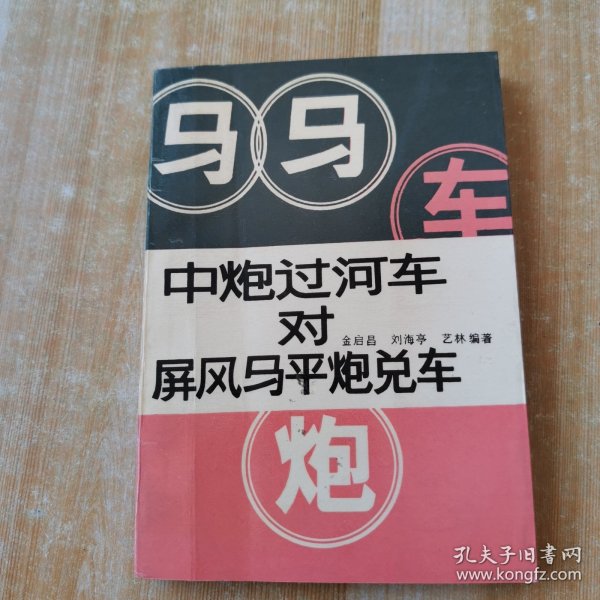 马马
车
中炮过河车
对
金启昌 刘海亭 艺林编著
屏风马平炮兑车
炮
孔夫子旧书网
www.kongfz.com